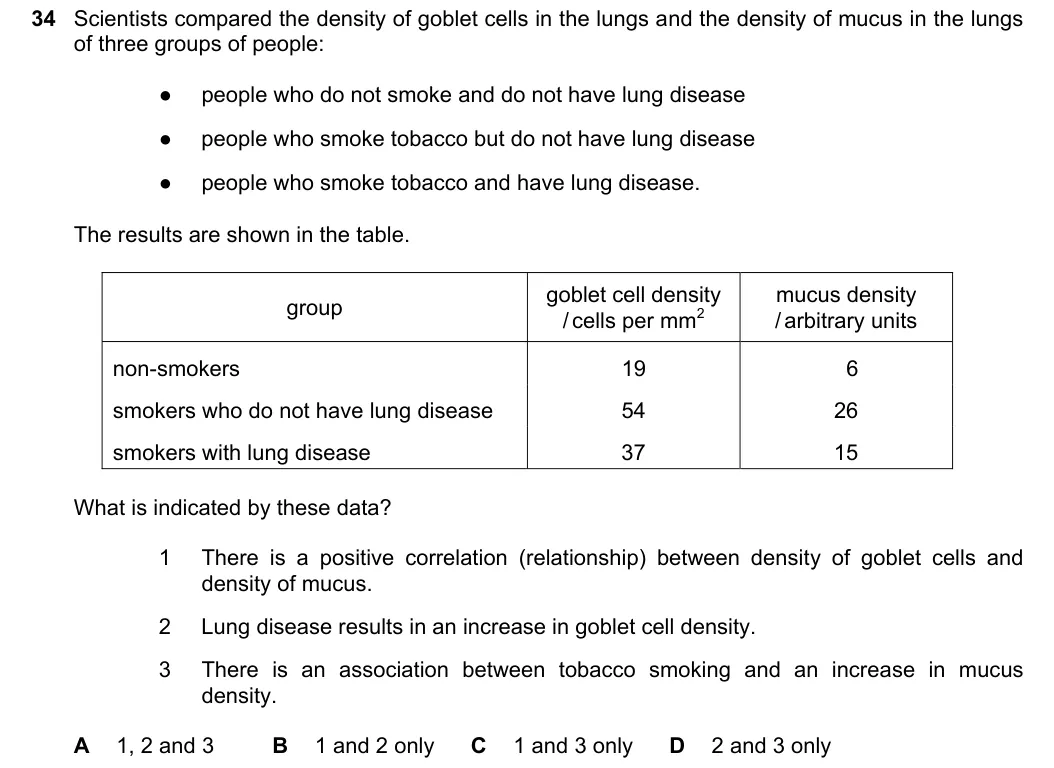 34 Scientists compared the density of goblet cells in the lungs and the density of mucus in the lungs
of three groups of people:
● people who do not smoke and do not have lung disease
● people who smoke tobacco but do not have lung disease
● people who smoke tobacco and have lung disease.
The results are shown in the table.
group goblet cell density / cells per mm² mucus density / arbitrary units
non-smokers 19 6
smokers who do not have lung disease 54 26
smokers with lung disease 37 15
What is indicated by these data?
1 There is a positive correlation (relationship) between density of goblet cells and
density of mucus.
2 Lung disease results in an increase in goblet cell density.
3 There is an association between tobacco smoking and an increase in mucus
density.
A 1, 2 and 3 B 1 and 2 only C 1 and 3 only D 2 and 3 only